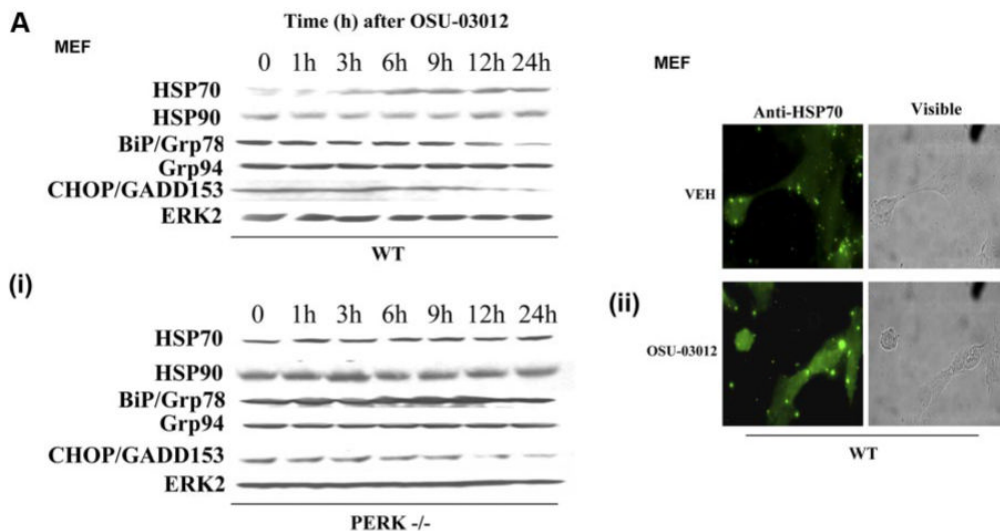 A
Time (h) after OSU-03012
MEF
0 1h 3h 6h 9h 12h 24h
HSP70
HSP90
BiP/Grp78
Grp94
CHOP/GADD153
ERK2
WT
(i)
0 1h 3h 6h 9h 12h 24h
HSP70
HSP90
BiP/Grp78
Grp94
CHOP/GADD153
ERK2
PERK -/-
MEF
Anti-HSP70 Visible
VEH
(ii)
OSU-03012
WT